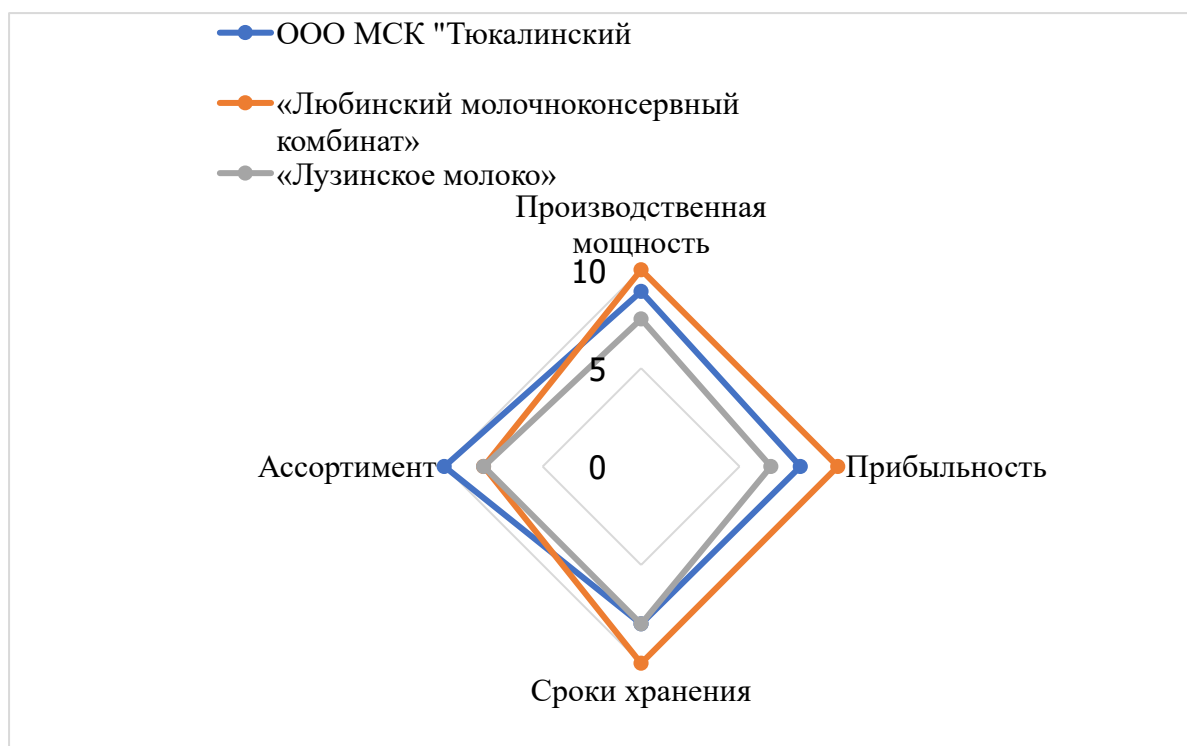 ООО МСК "Тюкалинский
«Любинский молочноконсервный
комбинат»
«Лузинское молоко»
Производственная
мощность
10
5
Ассортимент
0
Прибыльность
Сроки хранения